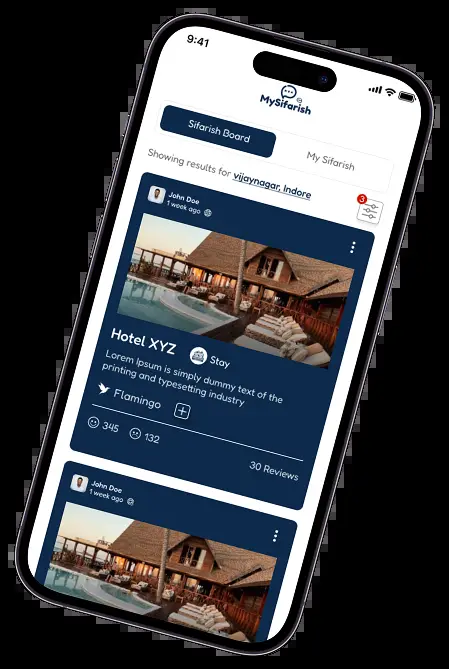 9:41
MySifarish
Sifarish Board
My Sifarish
Showing results for vijaynagar, Indore
3
John Doe
1 week ago
Hotel XYZ
Stay
Lorem Ipsum is simply dummy text of the
printing and typesetting industry
Flamingo
345
132
30 Reviews
John Doe
1 week ago